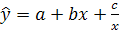 ŷ = a + bx + c/x